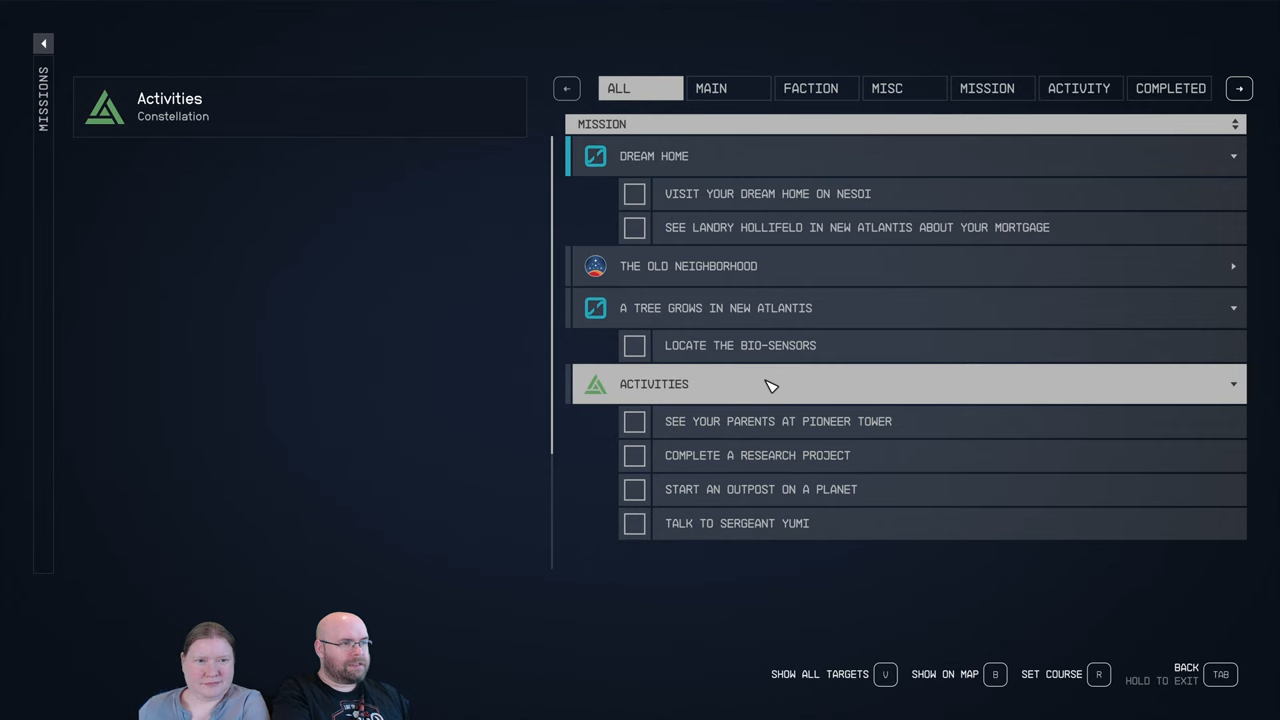 MISSIONS
Activities
Constellation
ALL
MAIN
FACTION
MISC
MISSION
ACTIVITY
COMPLETED
MISSION
DREAM HOME
VISIT YOUR DREAM HOME ON NESOI
SEE LANDRY HOLLIFELD IN NEW ATLANTIS ABOUT YOUR MORTGAGE
THE OLD NEIGHBORHOOD
A TREE GROWS IN NEW ATLANTIS
LOCATE THE BIO-SENSORS
ACTIVITIES
SEE YOUR PARENTS AT PIONEER TOWER
COMPLETE A RESEARCH PROJECT
START AN OUTPOST ON A PLANET
TALK TO SERGEANT YUMI
SHOW ALL TARGETS V
SHOW ON MAP B
SET COURSE R
BACK
HOLD TO EXIT TAB